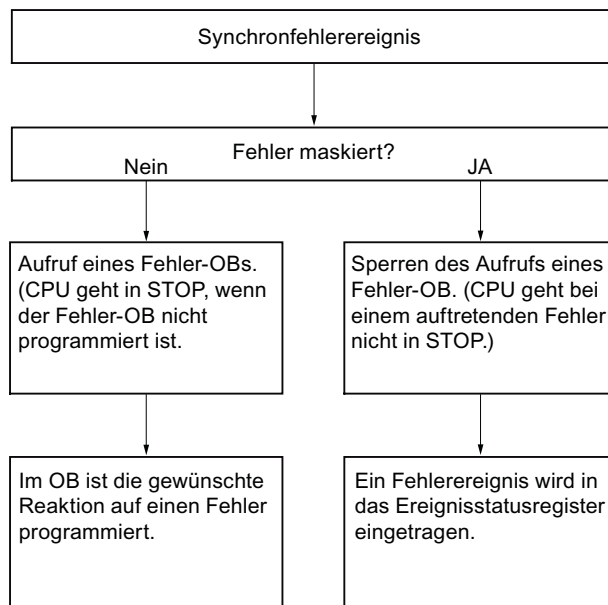 Synchronfehlerereignis
Fehler maskiert?
Nein
JA
Aufruf eines Fehler-OBs.
(CPU geht in STOP, wenn
der Fehler-OB nicht
programmiert ist.
Sperren des Aufrufs eines
Fehler-OB. (CPU geht bei
einem auftretenden Fehler
nicht in STOP.)
Im OB ist die gewünschte
Reaktion auf einen Fehler
programmiert.
Ein Fehlerereignis wird in
das Ereignisstatusregister
eingetragen.